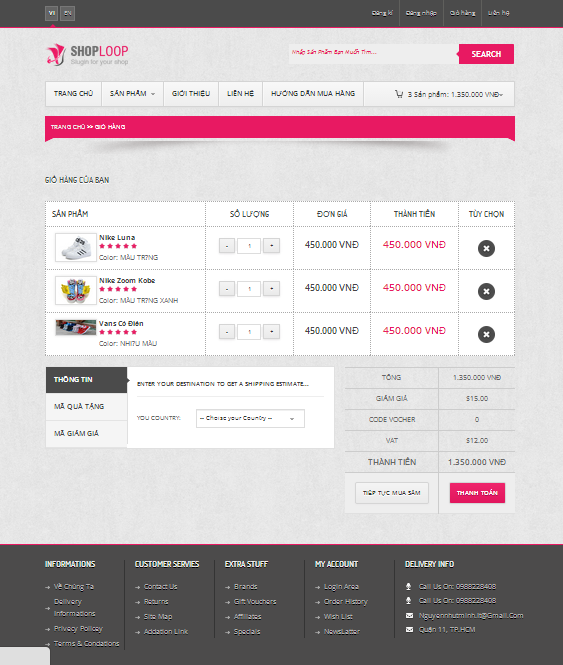 VI EN Đăng kí Đăng nhập Giỏ hàng Liên hệ
SHOPLOOP
Slugin for your shop
Nhập Sản Phẩm Bạn Muốn Tìm... SEARCH
TRANG CHỦ SẢN PHẨM GIỚI THIỆU LIÊN HỆ HƯỚNG DẪN MUA HÀNG 3 Sản phẩm: 1.350.000 VNĐ
TRANG CHỦ >> GIỎ HÀNG
GIỎ HÀNG CỦA BẠN
SẢN PHẨM SỐ LƯỢNG ĐƠN GIÁ THÀNH TIỀN TÙY CHỌN
Nike Luna
- 1 + 450.000 VNĐ 450.000 VNĐ
Color: MÀU TR?NG
Nike Zoom Kobe
- 1 + 450.000 VNĐ 450.000 VNĐ
Color: MÀU TR?NG XANH
Vans Cổ Điển
- 1 + 450.000 VNĐ 450.000 VNĐ
Color: NHI?U MÀU
THÔNG TIN
MÃ QUÀ TẶNG
MÃ GIẢM GIÁ
ENTER YOUR DESTINATION TO GET A SHIPPING ESTIMATE...
YOU COUNTRY: -- Choise your Country --
TỔNG 1.350.000 VNĐ
GIẢM GIÁ $15.00
CODE VOCHER 0
VAT $12.00
THÀNH TIỀN 1.350.000 VNĐ
TIẾP TỤC MUA SẮM THANH TOÁN
INFORMATIONS
Về Chúng Ta
Delivery
Informations
Privacy Policey
Terms & Condations
CUSTOMER SERVIES
Contact Us
Returns
Site Map
Addation Link
EXTRA STUFF
Brands
Gift Vouchers
Affiliates
Specials
MY ACCOUNT
Login Area
Order History
Wish List
NewsLatter
DELIVERY INFO
Call Us On: 0988228408
Call Us On: 0988228408
Nguyennhutminh.It@Gmail.Com
Quận 11, TP.HCM